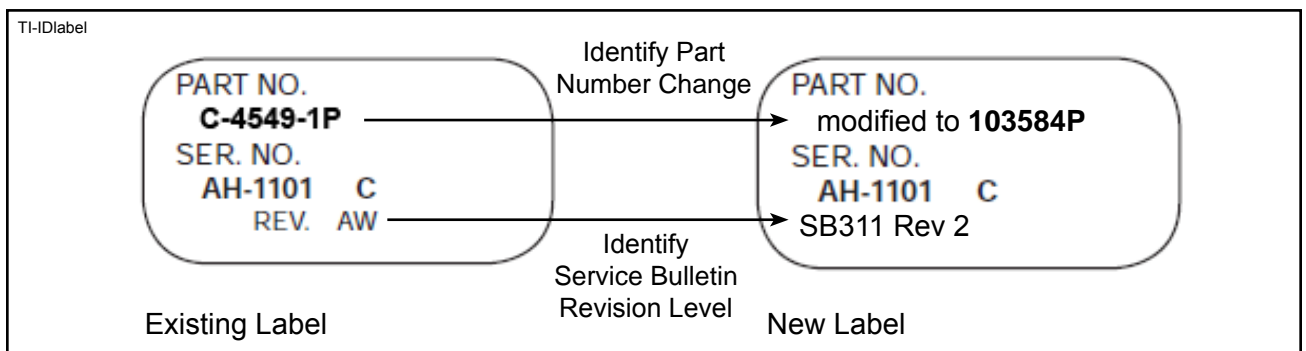 TI-IDlabel
PART NO.
C-4549-1P
SER. NO.
AH-1101 C
REV. AW
Existing Label
Identify Part
Number Change
Identify
Service Bulletin
Revision Level
PART NO.
modified to 103584P
SER. NO.
AH-1101 C
SB311 Rev 2
New Label